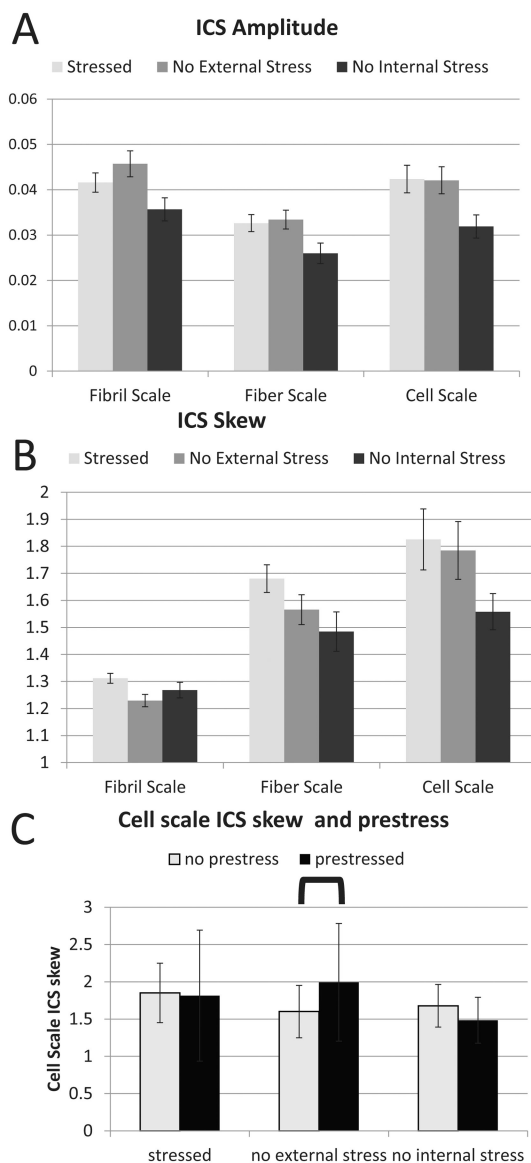 A
ICS Amplitude
Stressed No External Stress No Internal Stress
0.06
0.05
0.04
0.03
0.02
0.01
0
Fibril Scale Fiber Scale Cell Scale
ICS Skew
B
Stressed No External Stress No Internal Stress
2
1.9
1.8
1.7
1.6
1.5
1.4
1.3
1.2
1.1
1
Fibril Scale Fiber Scale Cell Scale
C
Cell scale ICS skew and prestress
no prestress prestressed
Cell Scale ICS skew
3
2.5
2
1.5
1
0.5
0
stressed no external stress no internal stress